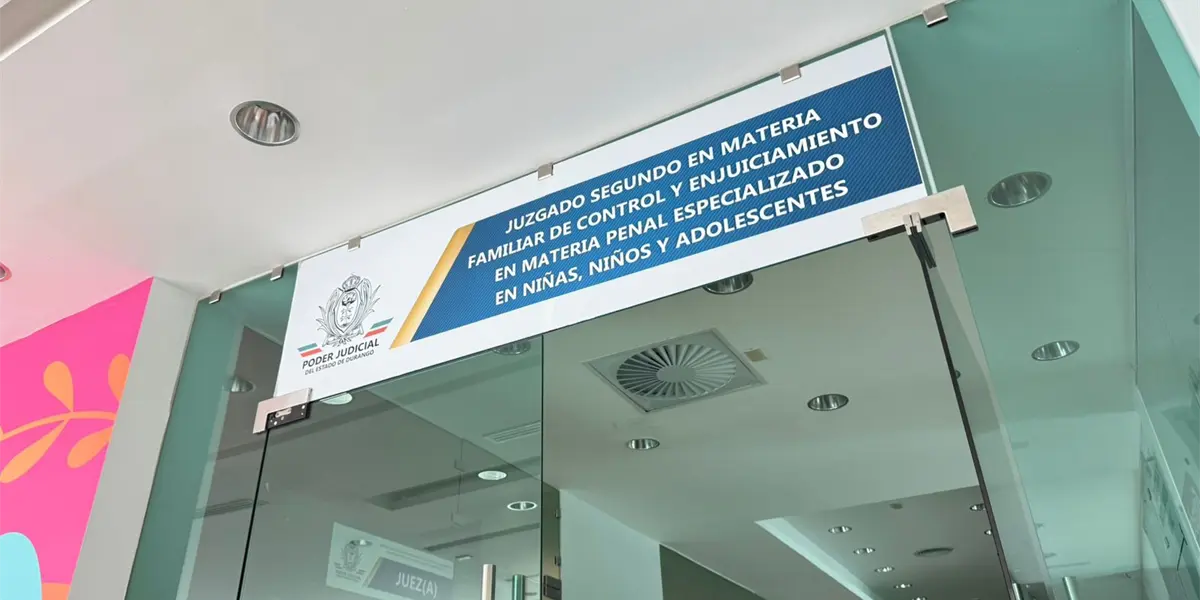 JUZGADO SEGUNDO EN MATERIA
FAMILIAR DE CONTROL Y ENJUICIAMIENTO
EN MATERIA PENAL ESPECIALIZADO
EN NIÑAS, NIÑOS Y ADOLESCENTES
PODER JUDICIAL
DEL ESTADO DE DURANGO
JUEZ(A)